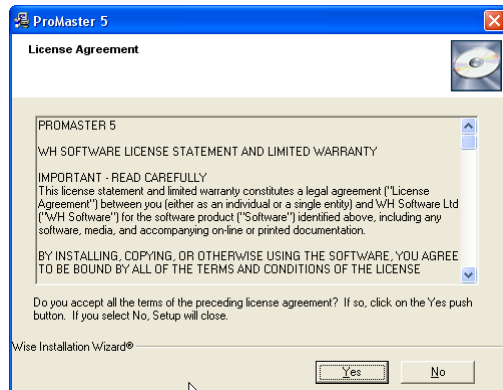 ProMaster 5
License Agreement
PROMASTER 5
WH SOFTWARE LICENSE STATEMENT AND LIMITED WARRANTY
IMPORTANT - READ CAREFULLY
This license statement and limited warranty constitutes a legal agreement ("License
Agreement") between you (either as an individual or a single entity) and WH Software Ltd
("WH Software") for the software product ("Software") identified above, including any
software, media, and accompanying on-line or printed documentation.
BY INSTALLING, COPYING, OR OTHERWISE USING THE SOFTWARE, YOU AGREE
TO BE BOUND BY ALL OF THE TERMS AND CONDITIONS OF THE LICENSE
Do you accept all the terms of the preceding license agreement? If so, click on the Yes push
button. If you select No, Setup will close.
Wise Installation Wizard®
Yes No